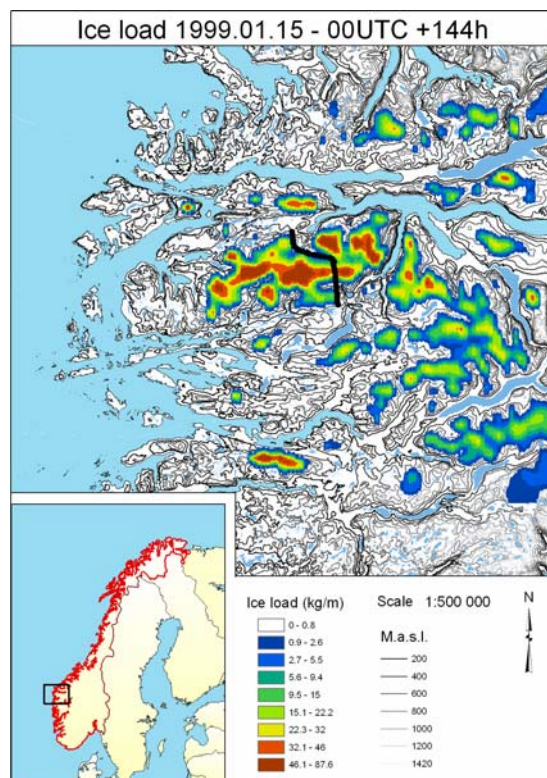 Ice load 1999.01.15 - 00UTC +144h
Ice load (kg/m)
0 - 0.8
0.9 - 2.6
2.7 - 5.5
5.6 - 9.4
9.5 - 15
15.1 - 22.2
22.3 - 32
32.1 - 46
46.1 - 87.6
Scale 1:500 000
M.a.s.l.
200
400
600
800
1000
1200
1420
N